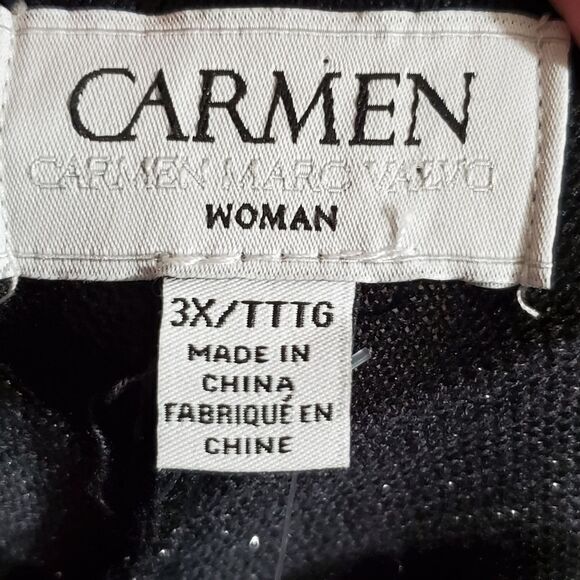 CARMEN
CARMEN MARC VALVO
WOMAN
3X/TTTG
MADE IN
CHINA
FABRIQUÉ EN
CHINE